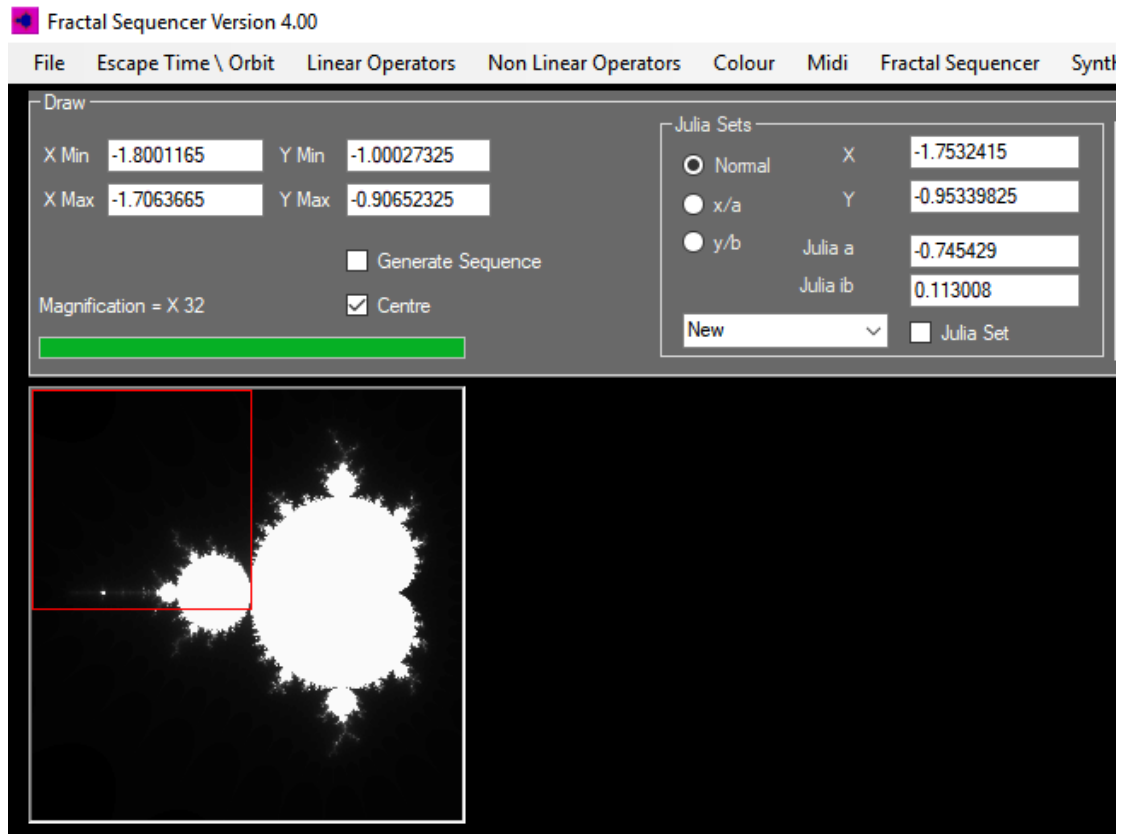 Fractal Sequencer Version 4.00
File Escape Time \ Orbit Linear Operators Non Linear Operators Colour Midi Fractal Sequencer
Draw
X Min -1.8001165 Y Min -1.00027325
X Max -1.7063665 Y Max -0.90652325
Generate Sequence
Magnification = X 32 Centre
Julia Sets
Normal X -1.7532415
x/a Y -0.95339825
y/b Julia a -0.745429
Julia ib 0.113008
New Julia Set